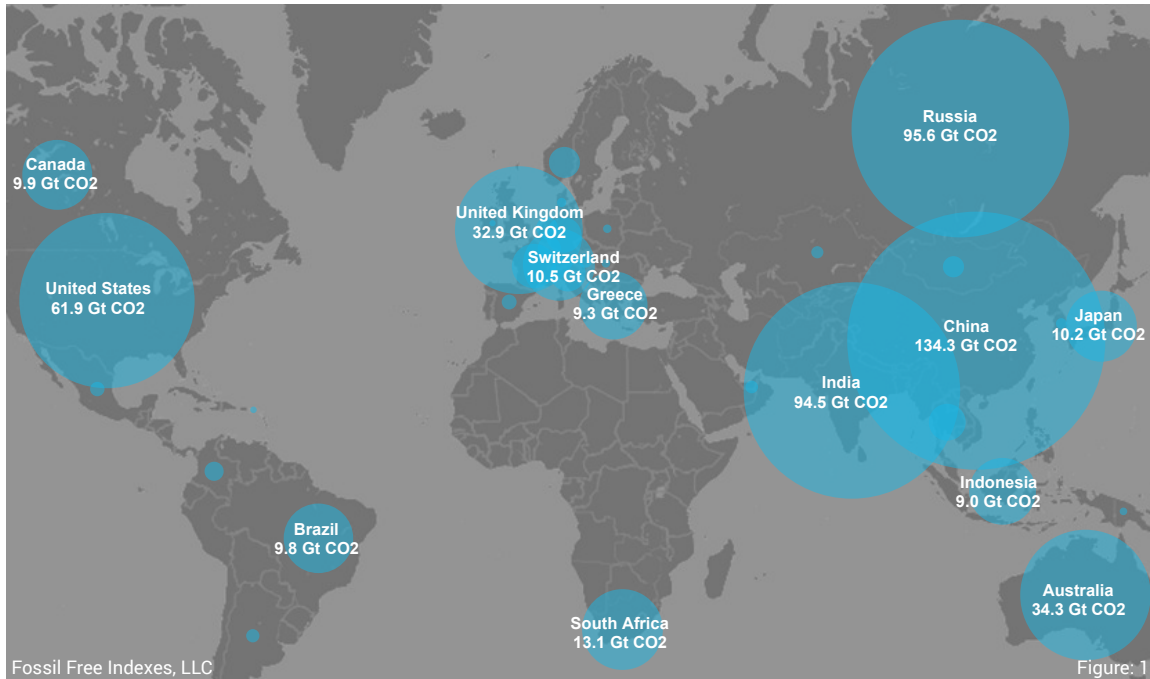 Russia
95.6 Gt CO2
Canada
9.9 Gt CO2
United Kingdom
32.9 Gt CO2
Switzerland
10.5 Gt CO2
United States
61.9 Gt CO2
Greece
9.3 Gt CO2
China
134.3 Gt CO2
Japan
10.2 Gt CO2
India
94.5 Gt CO2
Indonesia
9.0 Gt CO2
Brazil
9.8 Gt CO2
Australia
34.3 Gt CO2
South Africa
13.1 Gt CO2
Fossil Free Indexes, LLC
Figure: 1